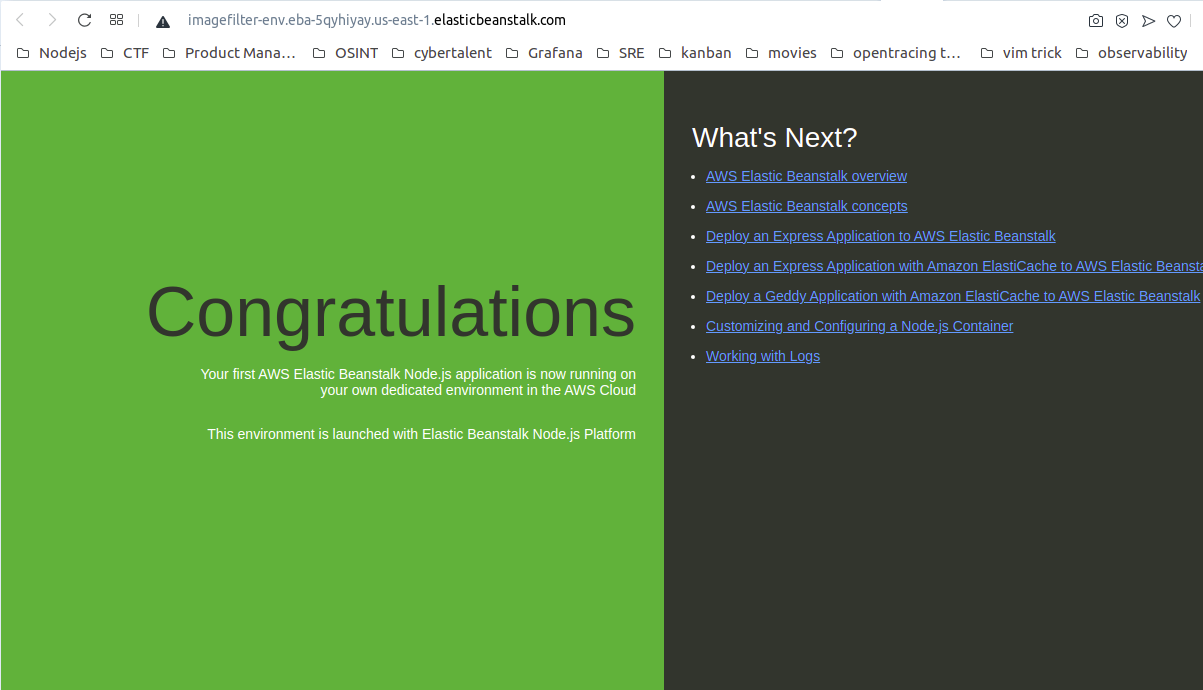 imagefilter-env.eba-5qyhiyay.us-east-1.elasticbeanstalk.com
Nodejs CTF Product Mana... OSINT cybertalent Grafana SRE kanban movies opentracing t... vim trick observability
Congratulations
Your first AWS Elastic Beanstalk Node.js application is now running on
your own dedicated environment in the AWS Cloud
This environment is launched with Elastic Beanstalk Node.js Platform
What's Next?
AWS Elastic Beanstalk overview
AWS Elastic Beanstalk concepts
Deploy an Express Application to AWS Elastic Beanstalk
Deploy an Express Application with Amazon ElastiCache to AWS Elastic Beansta
Deploy a Geddy Application with Amazon ElastiCache to AWS Elastic Beanstalk
Customizing and Configuring a Node.js Container
Working with Logs